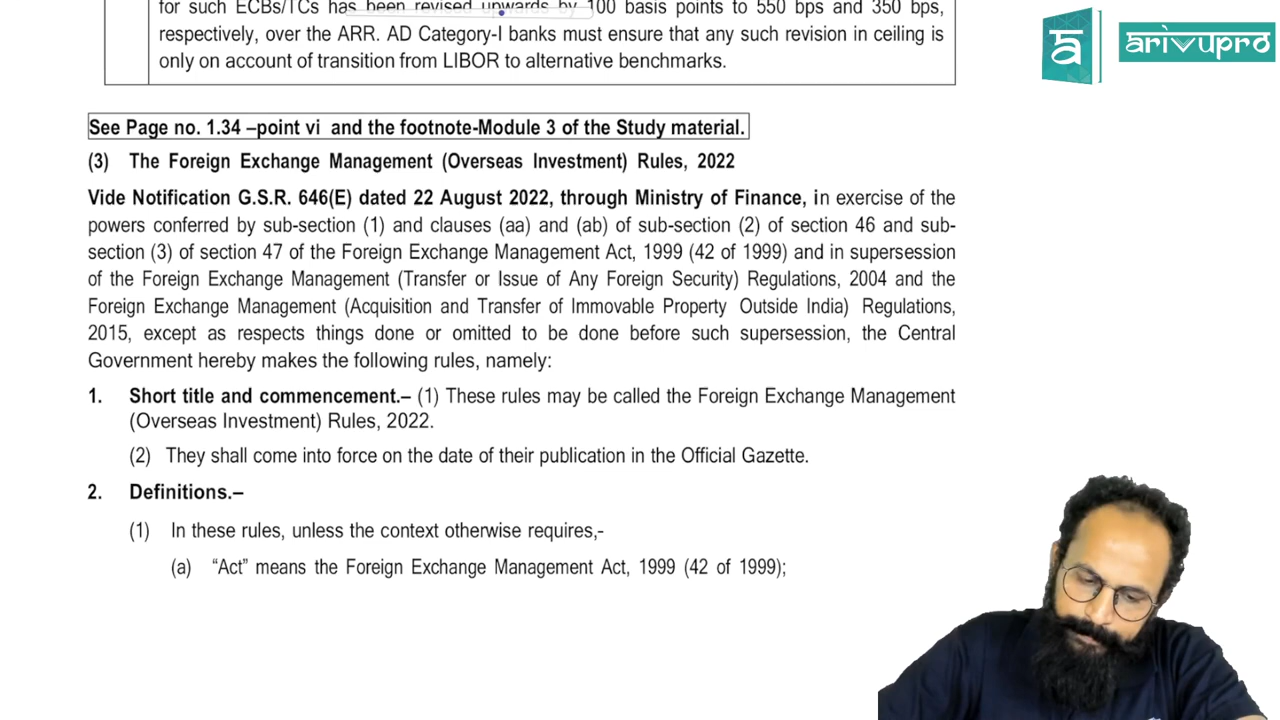 for such ECBs/TCs has been revised upwards by 100 basis points to 550 bps and 350 bps,
respectively, over the ARR. AD Category-I banks must ensure that any such revision in ceiling is
only on account of transition from LIBOR to alternative benchmarks.
arivupro
See Page no. 1.34 –point vi and the footnote-Module 3 of the Study material.
(3) The Foreign Exchange Management (Overseas Investment) Rules, 2022
Vide Notification G.S.R. 646(E) dated 22 August 2022, through Ministry of Finance, in exercise of the
powers conferred by sub-section (1) and clauses (aa) and (ab) of sub-section (2) of section 46 and sub-
section (3) of section 47 of the Foreign Exchange Management Act, 1999 (42 of 1999) and in supersession
of the Foreign Exchange Management (Transfer or Issue of Any Foreign Security) Regulations, 2004 and the
Foreign Exchange Management (Acquisition and Transfer of Immovable Property Outside India) Regulations,
2015, except as respects things done or omitted to be done before such supersession, the Central
Government hereby makes the following rules, namely:
1. Short title and commencement.– (1) These rules may be called the Foreign Exchange Management
(Overseas Investment) Rules, 2022.
(2) They shall come into force on the date of their publication in the Official Gazette.
2. Definitions.–
(1) In these rules, unless the context otherwise requires,-
(a) “Act” means the Foreign Exchange Management Act, 1999 (42 of 1999);